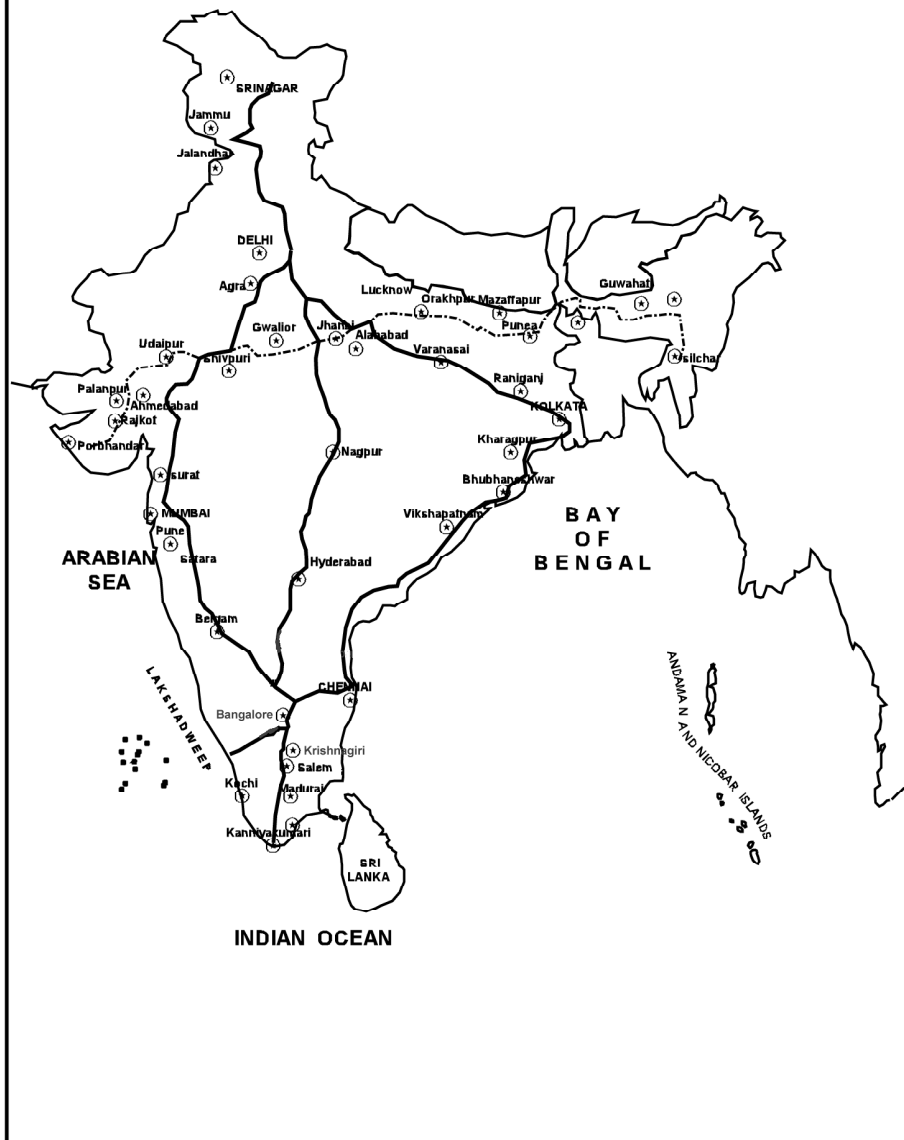 SRINAGAR
Jammu
Jalandha
DELHI
Agra
Lucknow
Orakhpur
Mazaffapur
Guwahati
Gwalior
Jhansi
Alahabad
Punea
Udaipur
Shivpuri
Varanasai
silchar
Palanpur
Raniganj
Ahmedabad
KOLKATA
Rajkot
Porbhandar
Nagpur
Kharagpur
surat
Bhubhaneshwar
MUMBAI
Vikshapatnam
Pune
Satara
BAY
OF
BENGAL
ARABIAN
SEA
Hyderabad
Belgam
LAKSHADWEEP
CHENNAI
ANDAMAN AND NICOBAR ISLANDS
Bangalore
Krishnagiri
Salem
Kochi
Madurai
Kanniyakumari
SRI
LANKA
INDIAN OCEAN